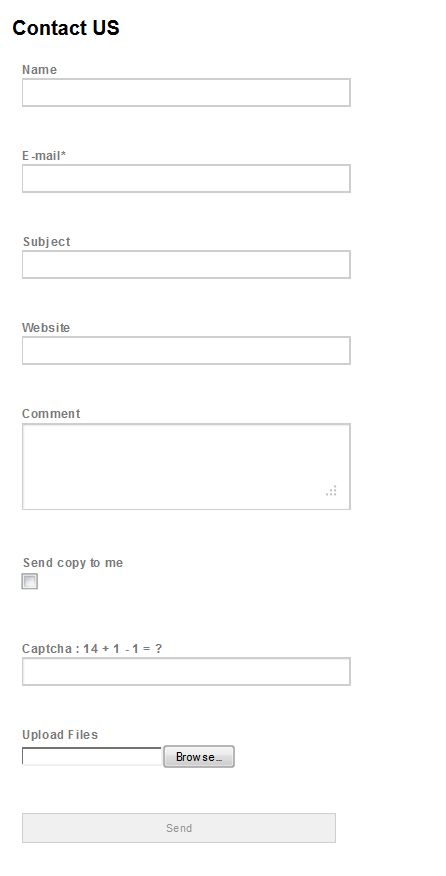 Contact US
Name
E-mail*
Subject
Website
Comment
Send copy to me
Captcha : 14 + 1 - 1 = ?
Upload Files
Browse...
Send